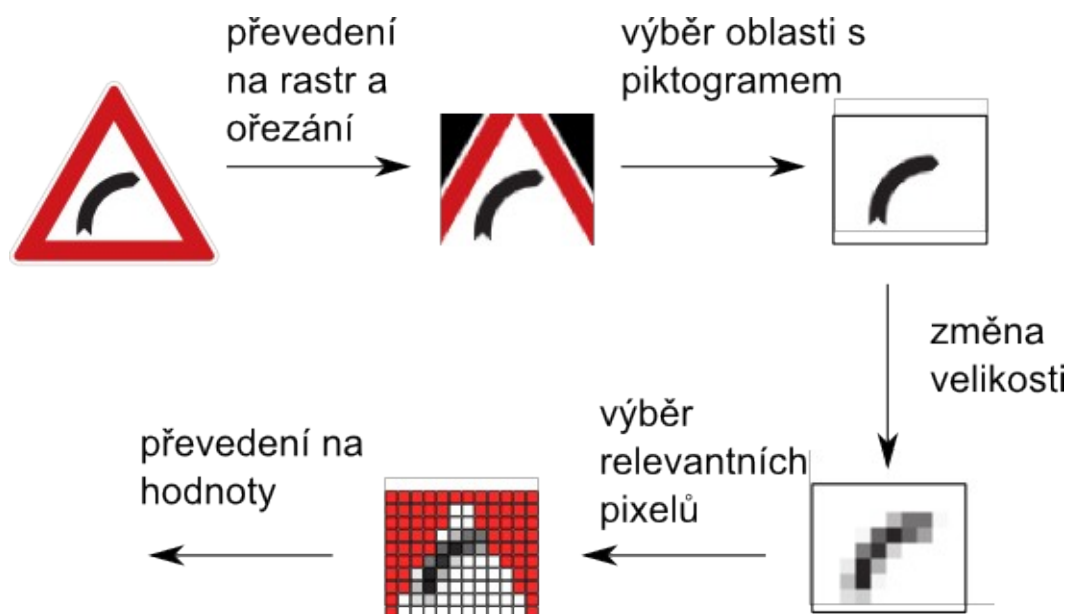 převedení
na rastr a
ořezání
výběr oblasti s
piktogramem
změna
velikosti
výběr
relevantních
pixelů
převedení na
hodnoty